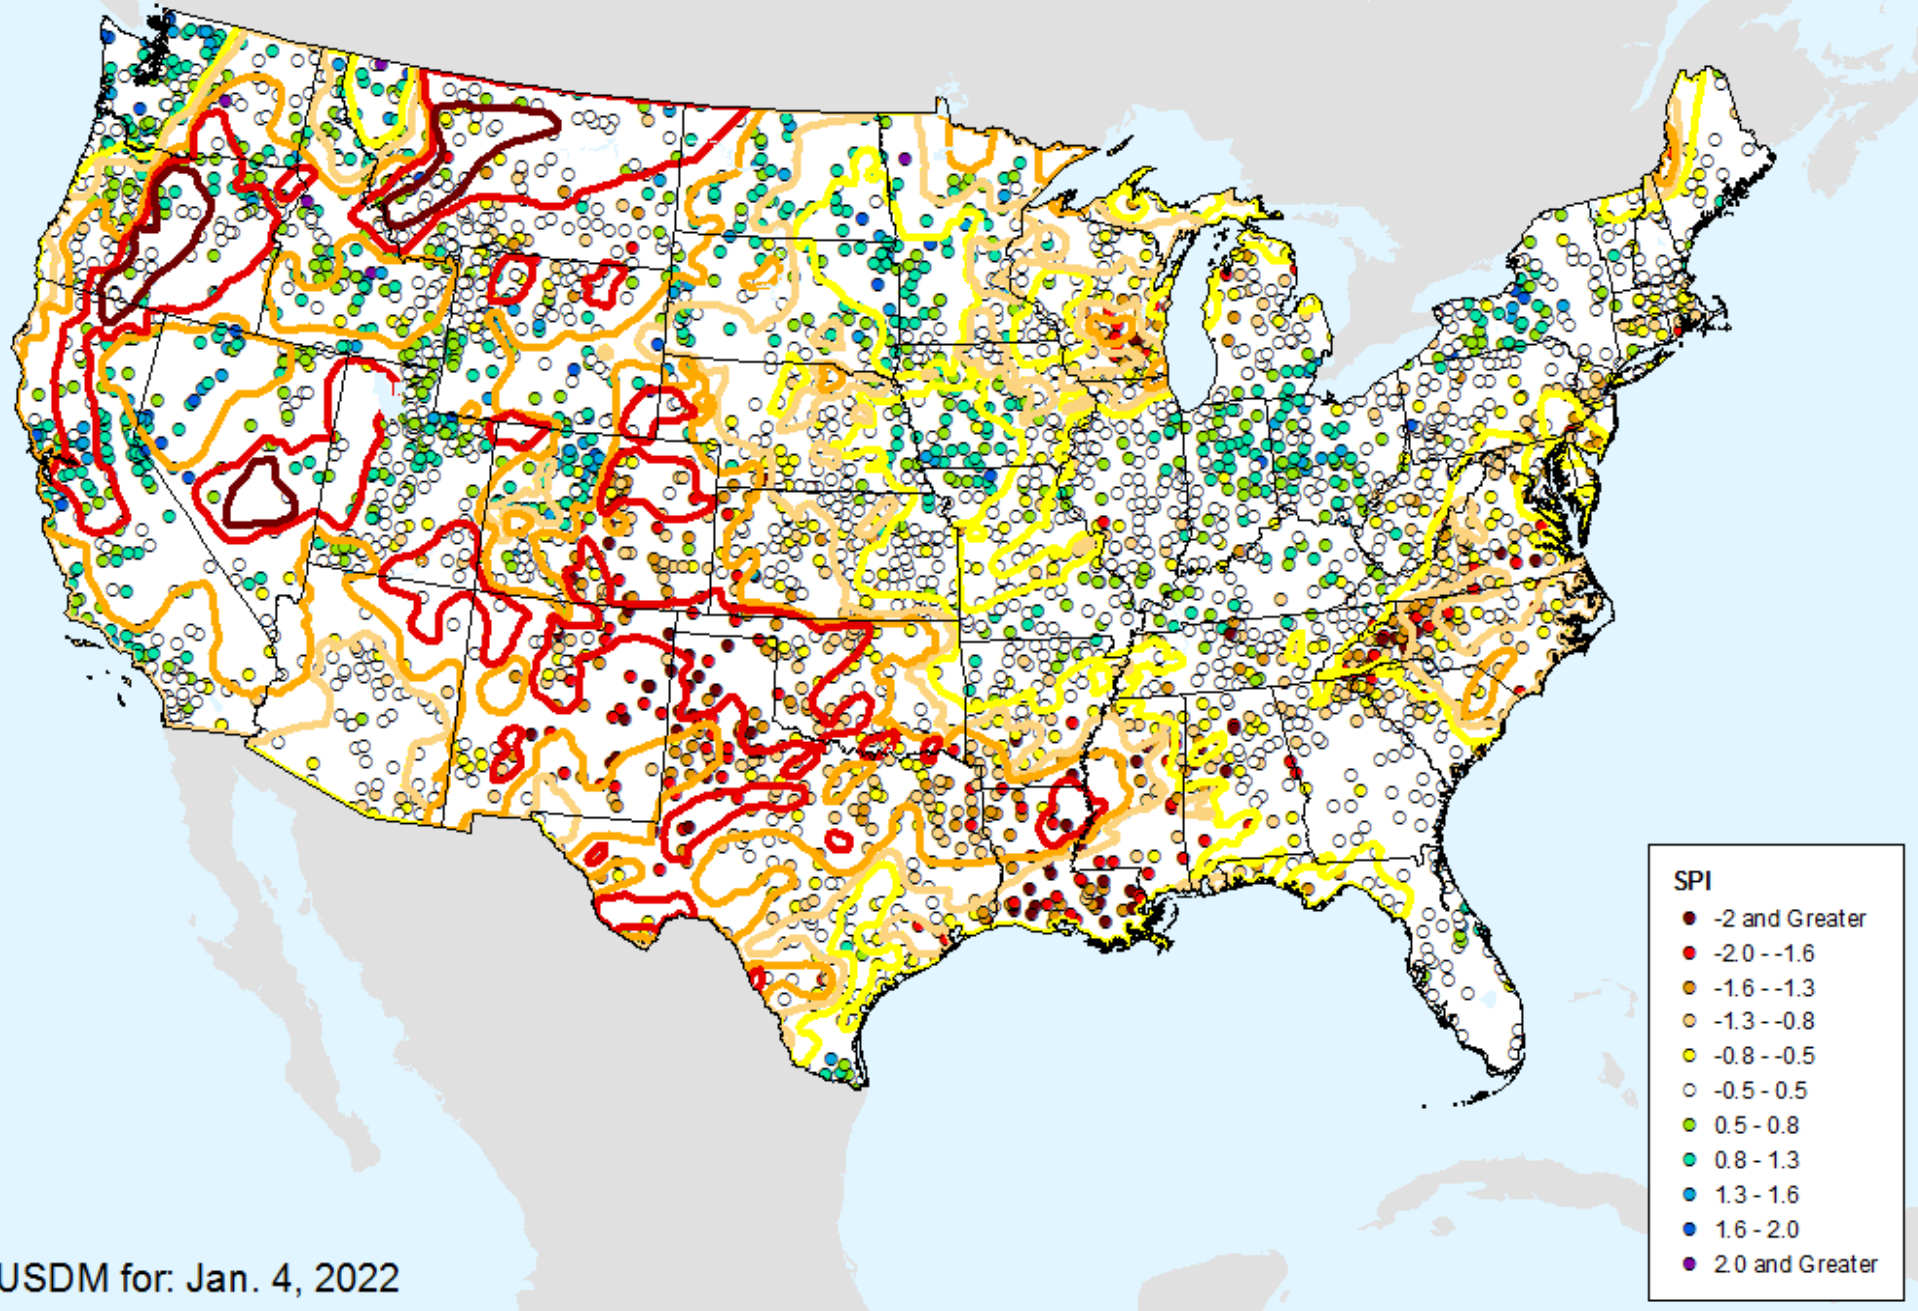 SPI
-2 and Greater
-2.0 - -1.6
-1.6 - -1.3
-1.3 - -0.8
-0.8 - -0.5
-0.5 - 0.5
0.5 - 0.8
0.8 - 1.3
1.3 - 1.6
1.6 - 2.0
2.0 and Greater
USDM for: Jan. 4, 2022